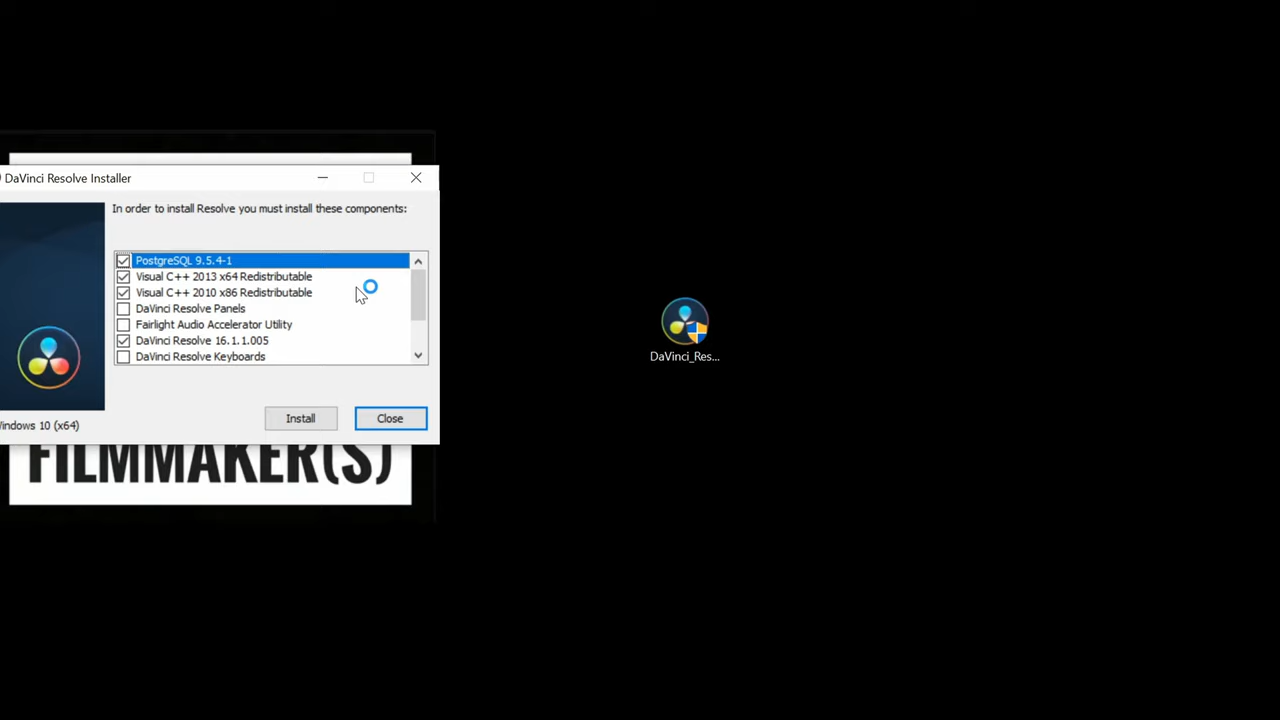 DaVinci Resolve Installer
In order to install Resolve you must install these components:
PostgreSQL 9.5.4-1
Visual C++ 2013 x64 Redistributable
Visual C++ 2010 x86 Redistributable
DaVinci Resolve Panels
Fairlight Audio Accelerator Utility
DaVinci Resolve 16.1.1.005
DaVinci Resolve Keyboards
Install
Close
indows 10 (x64)
FILMMAKER(S)
DaVinci_Res...